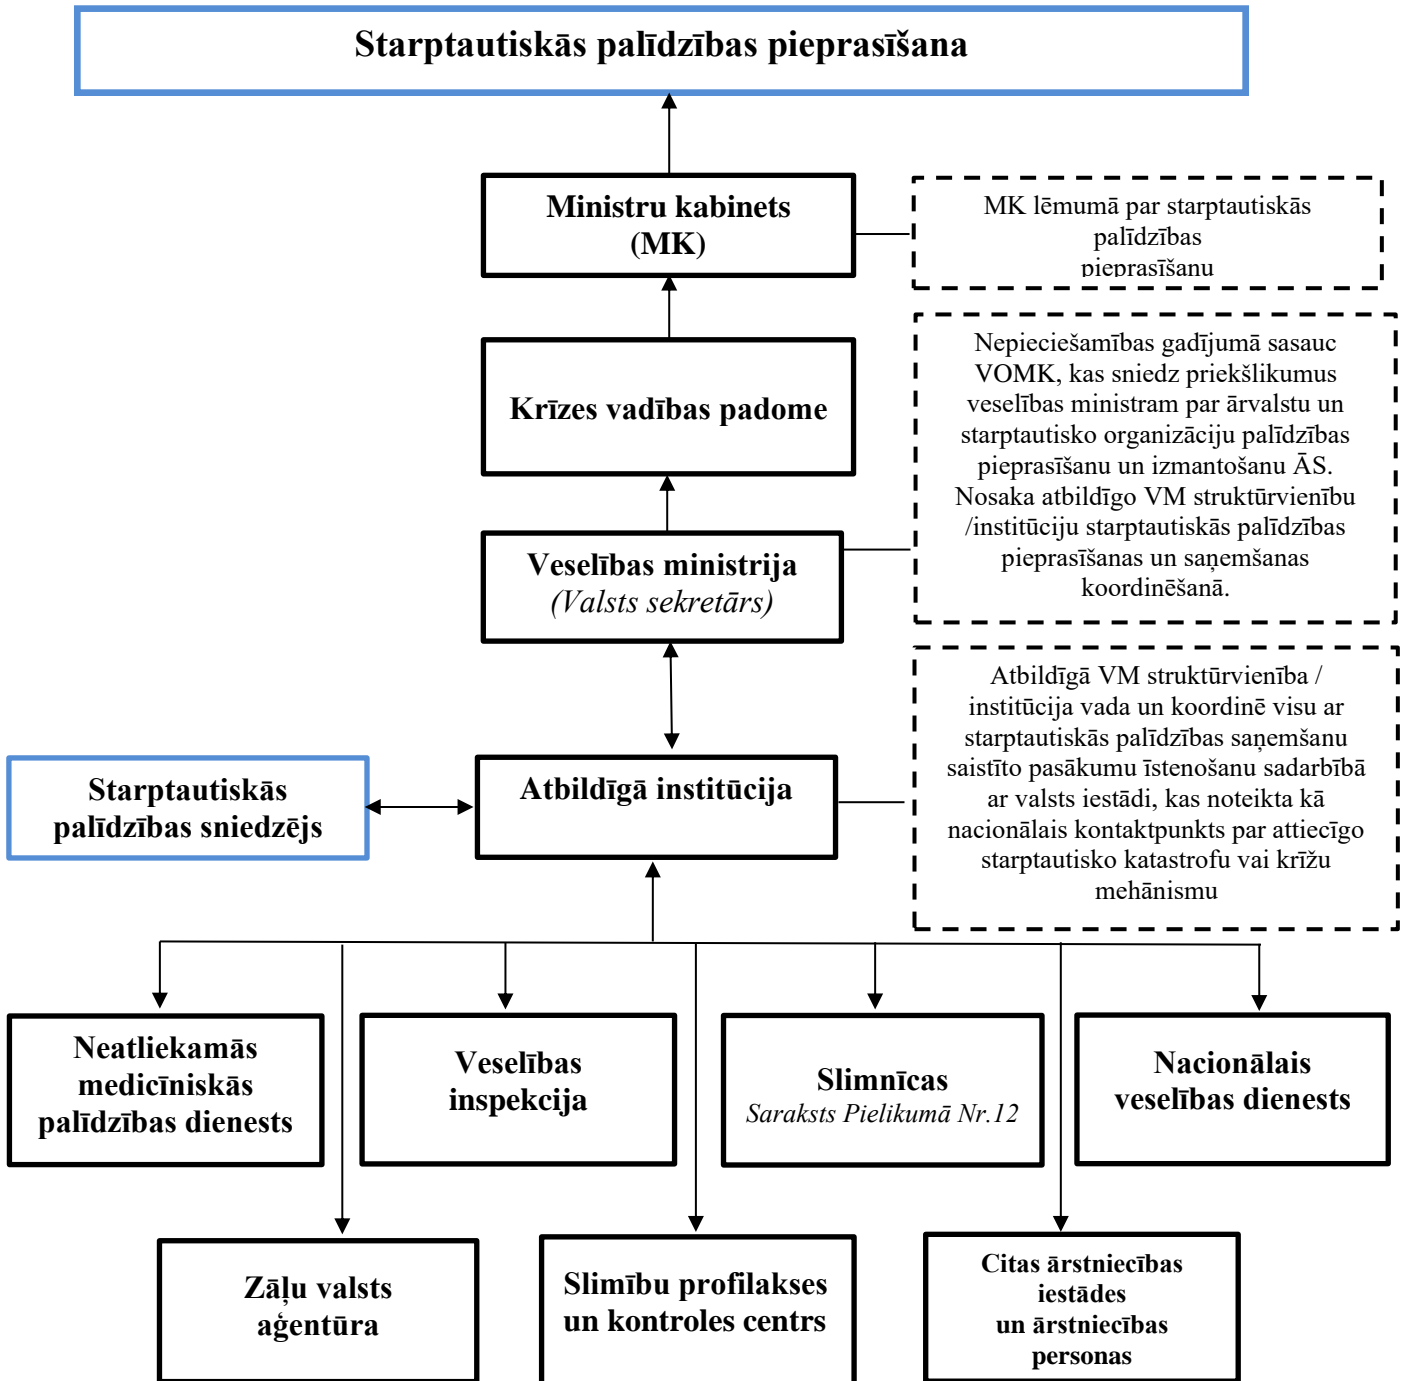 Starptautiskās palīdzības pieprasīšana
Ministru kabinets
(MK)
MK lēmumā par starptautiskās
palīdzības
pieprasīšanu
Krīzes vadības padome
Nepieciešamības gadījumā sasauc
VOMK, kas sniedz priekšlikumus
veselības ministram par ārvalstu un
starptautisko organizāciju palīdzības
pieprasīšanu un izmantošanu ĀS.
Nosaka atbildīgo VM struktūrvienību
/institūciju starptautiskās palīdzības
pieprasīšanas un saņemšanas
koordinēšanā.
Veselības ministrija
(Valsts sekretārs)
Atbildīgā VM struktūrvienība /
institūcija vada un koordinē visu ar
starptautiskās palīdzības saņemšanu
saistīto pasākumu īstenošanu sadarbībā
ar valsts iestādi, kas noteikta kā
nacionālais kontaktpunkts par attiecīgo
starptautisko katastrofu vai krīžu
mehānismu
Starptautiskās
palīdzības sniedzējs
Atbildīgā institūcija
Neatliekamās
medicīniskās
palīdzības dienests
Veselības
inspekcija
Slimnīcas
Saraksts Pielikumā Nr.12
Nacionālais
veselības dienests
Zāļu valsts
aģentūra
Slimību profilakses
un kontroles centrs
Citas ārstniecības
iestādes
un ārstniecības
personas